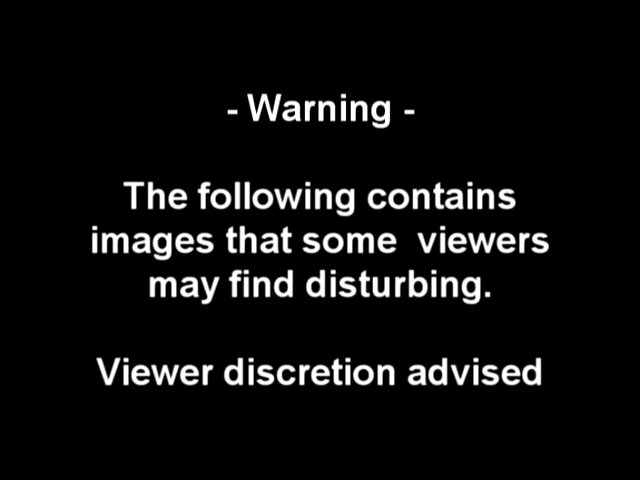 - Warning -
The following contains
images that some  viewers
may find disturbing.
Viewer discretion advised